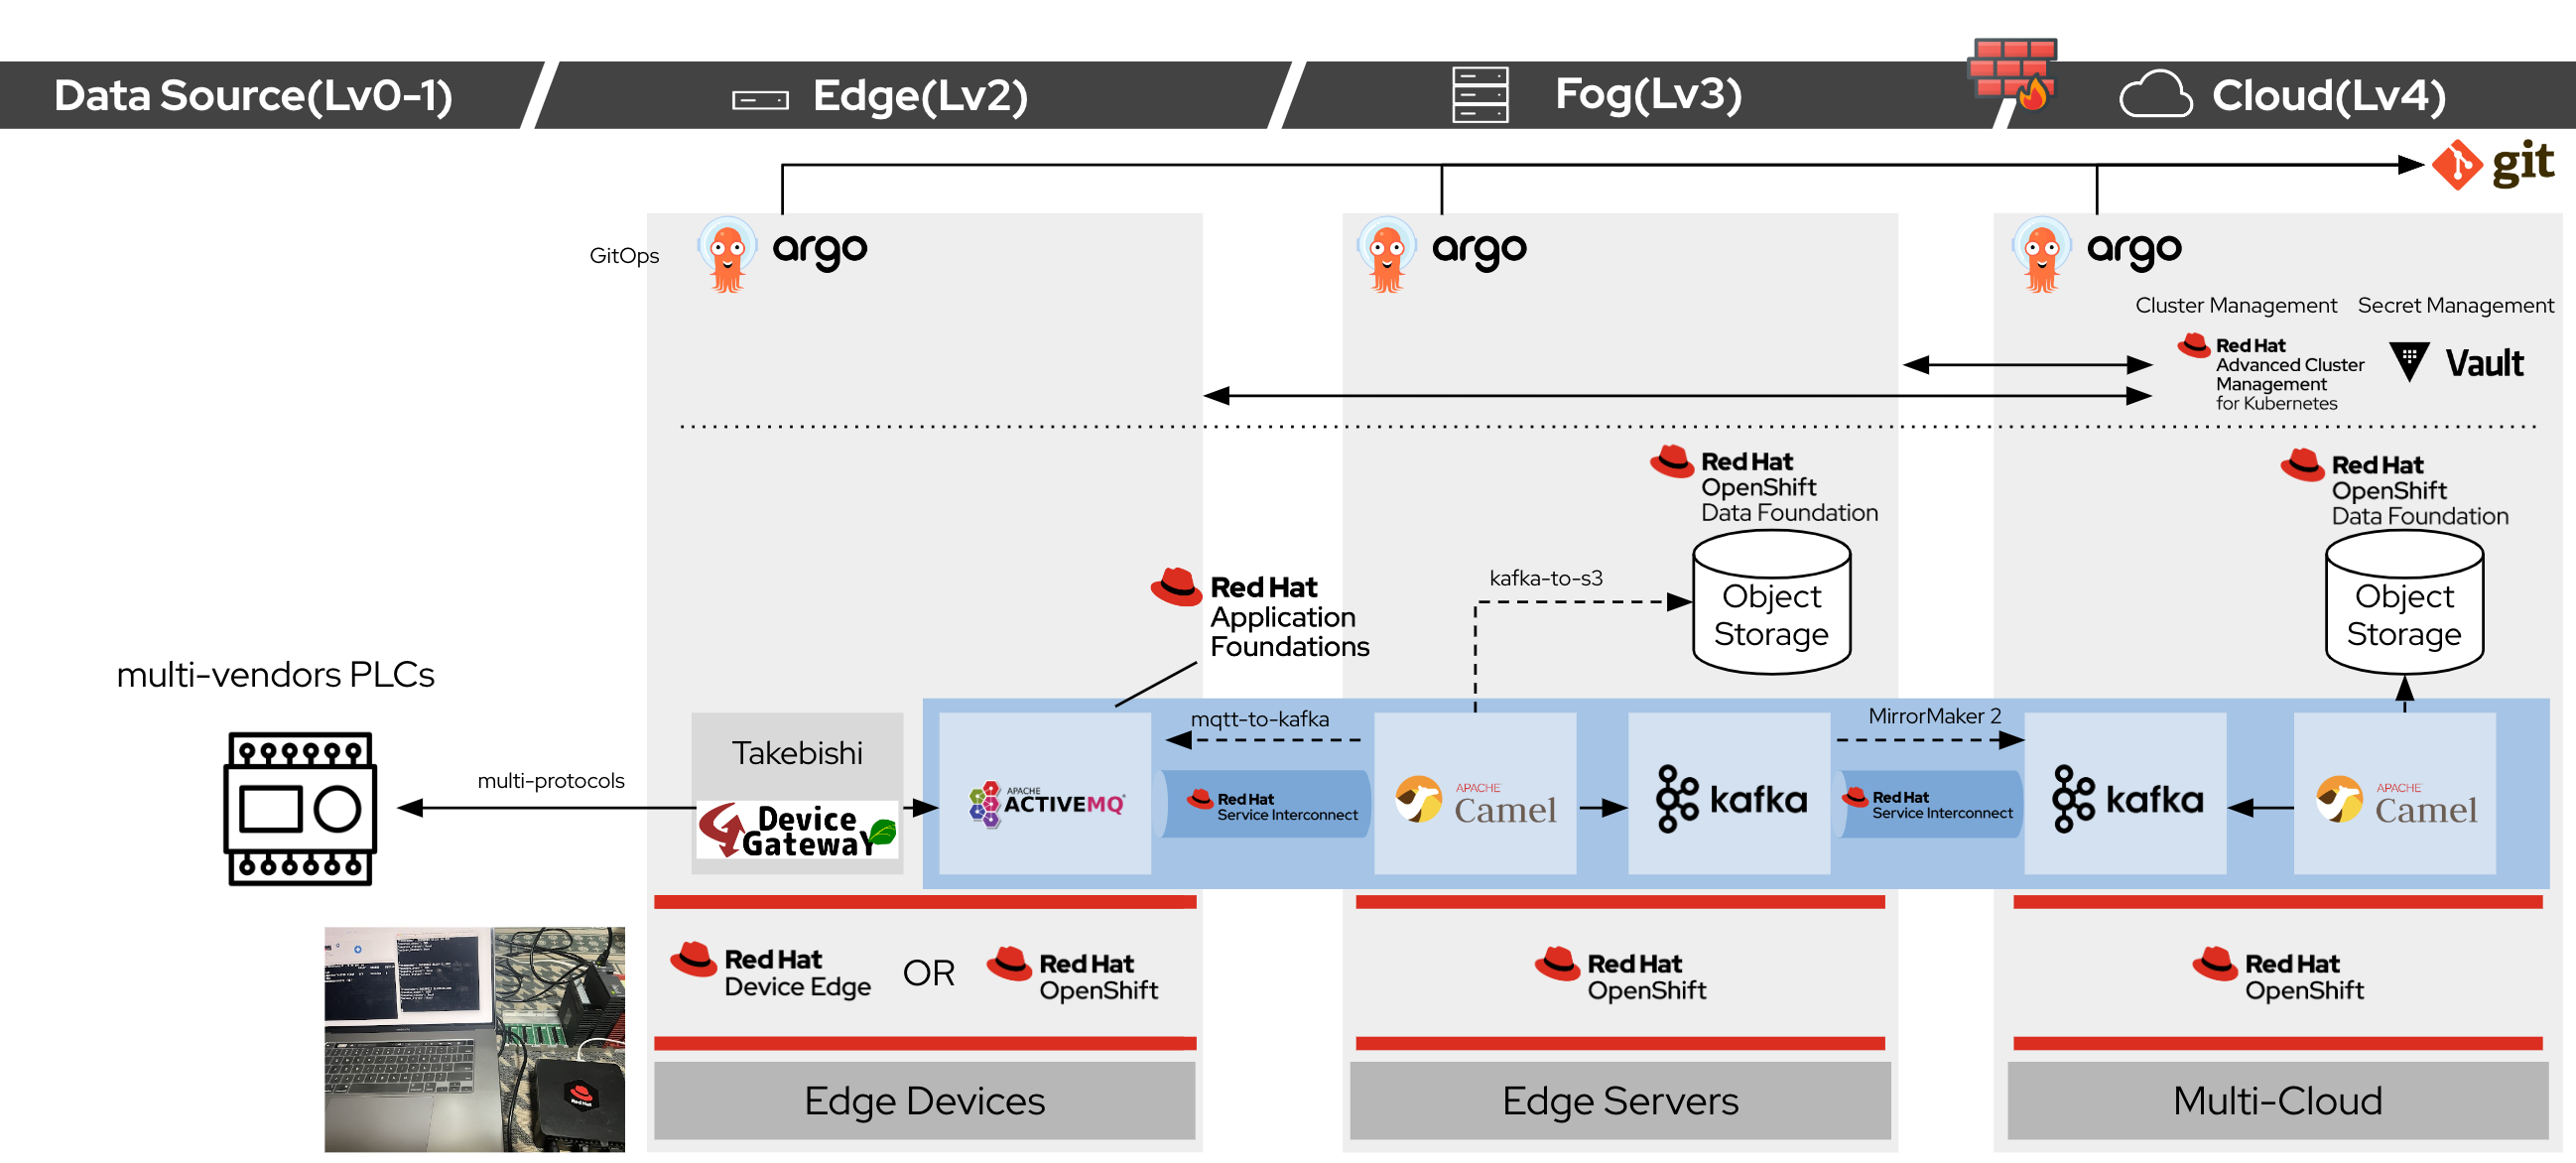 Data Source(Lv0-1)
Edge(Lv2)
Fog(Lv3)
Cloud(Lv4)
git
GitOps
argo
argo
argo
Cluster Management
Secret Management
Red Hat
Advanced Cluster
Management
for Kubernetes
Vault
Red Hat
OpenShift
Data Foundation
Red Hat
OpenShift
Data Foundation
kafka-to-s3
Object
Storage
Object
Storage
Red Hat
Application
Foundations
multi-vendors PLCs
multi-protocols
Takebishi
Device
GatewaY
APACHE
ACTIVEMQ
mqtt-to-kafka
Red Hat
Service Interconnect
APACHE
Camel
kafka
MirrorMaker 2
Red Hat
Service Interconnect
kafka
APACHE
Camel
Red Hat
Device Edge
OR
Red Hat
OpenShift
Red Hat
OpenShift
Red Hat
OpenShift
Red Hat
Edge Devices
Edge Servers
Multi-Cloud